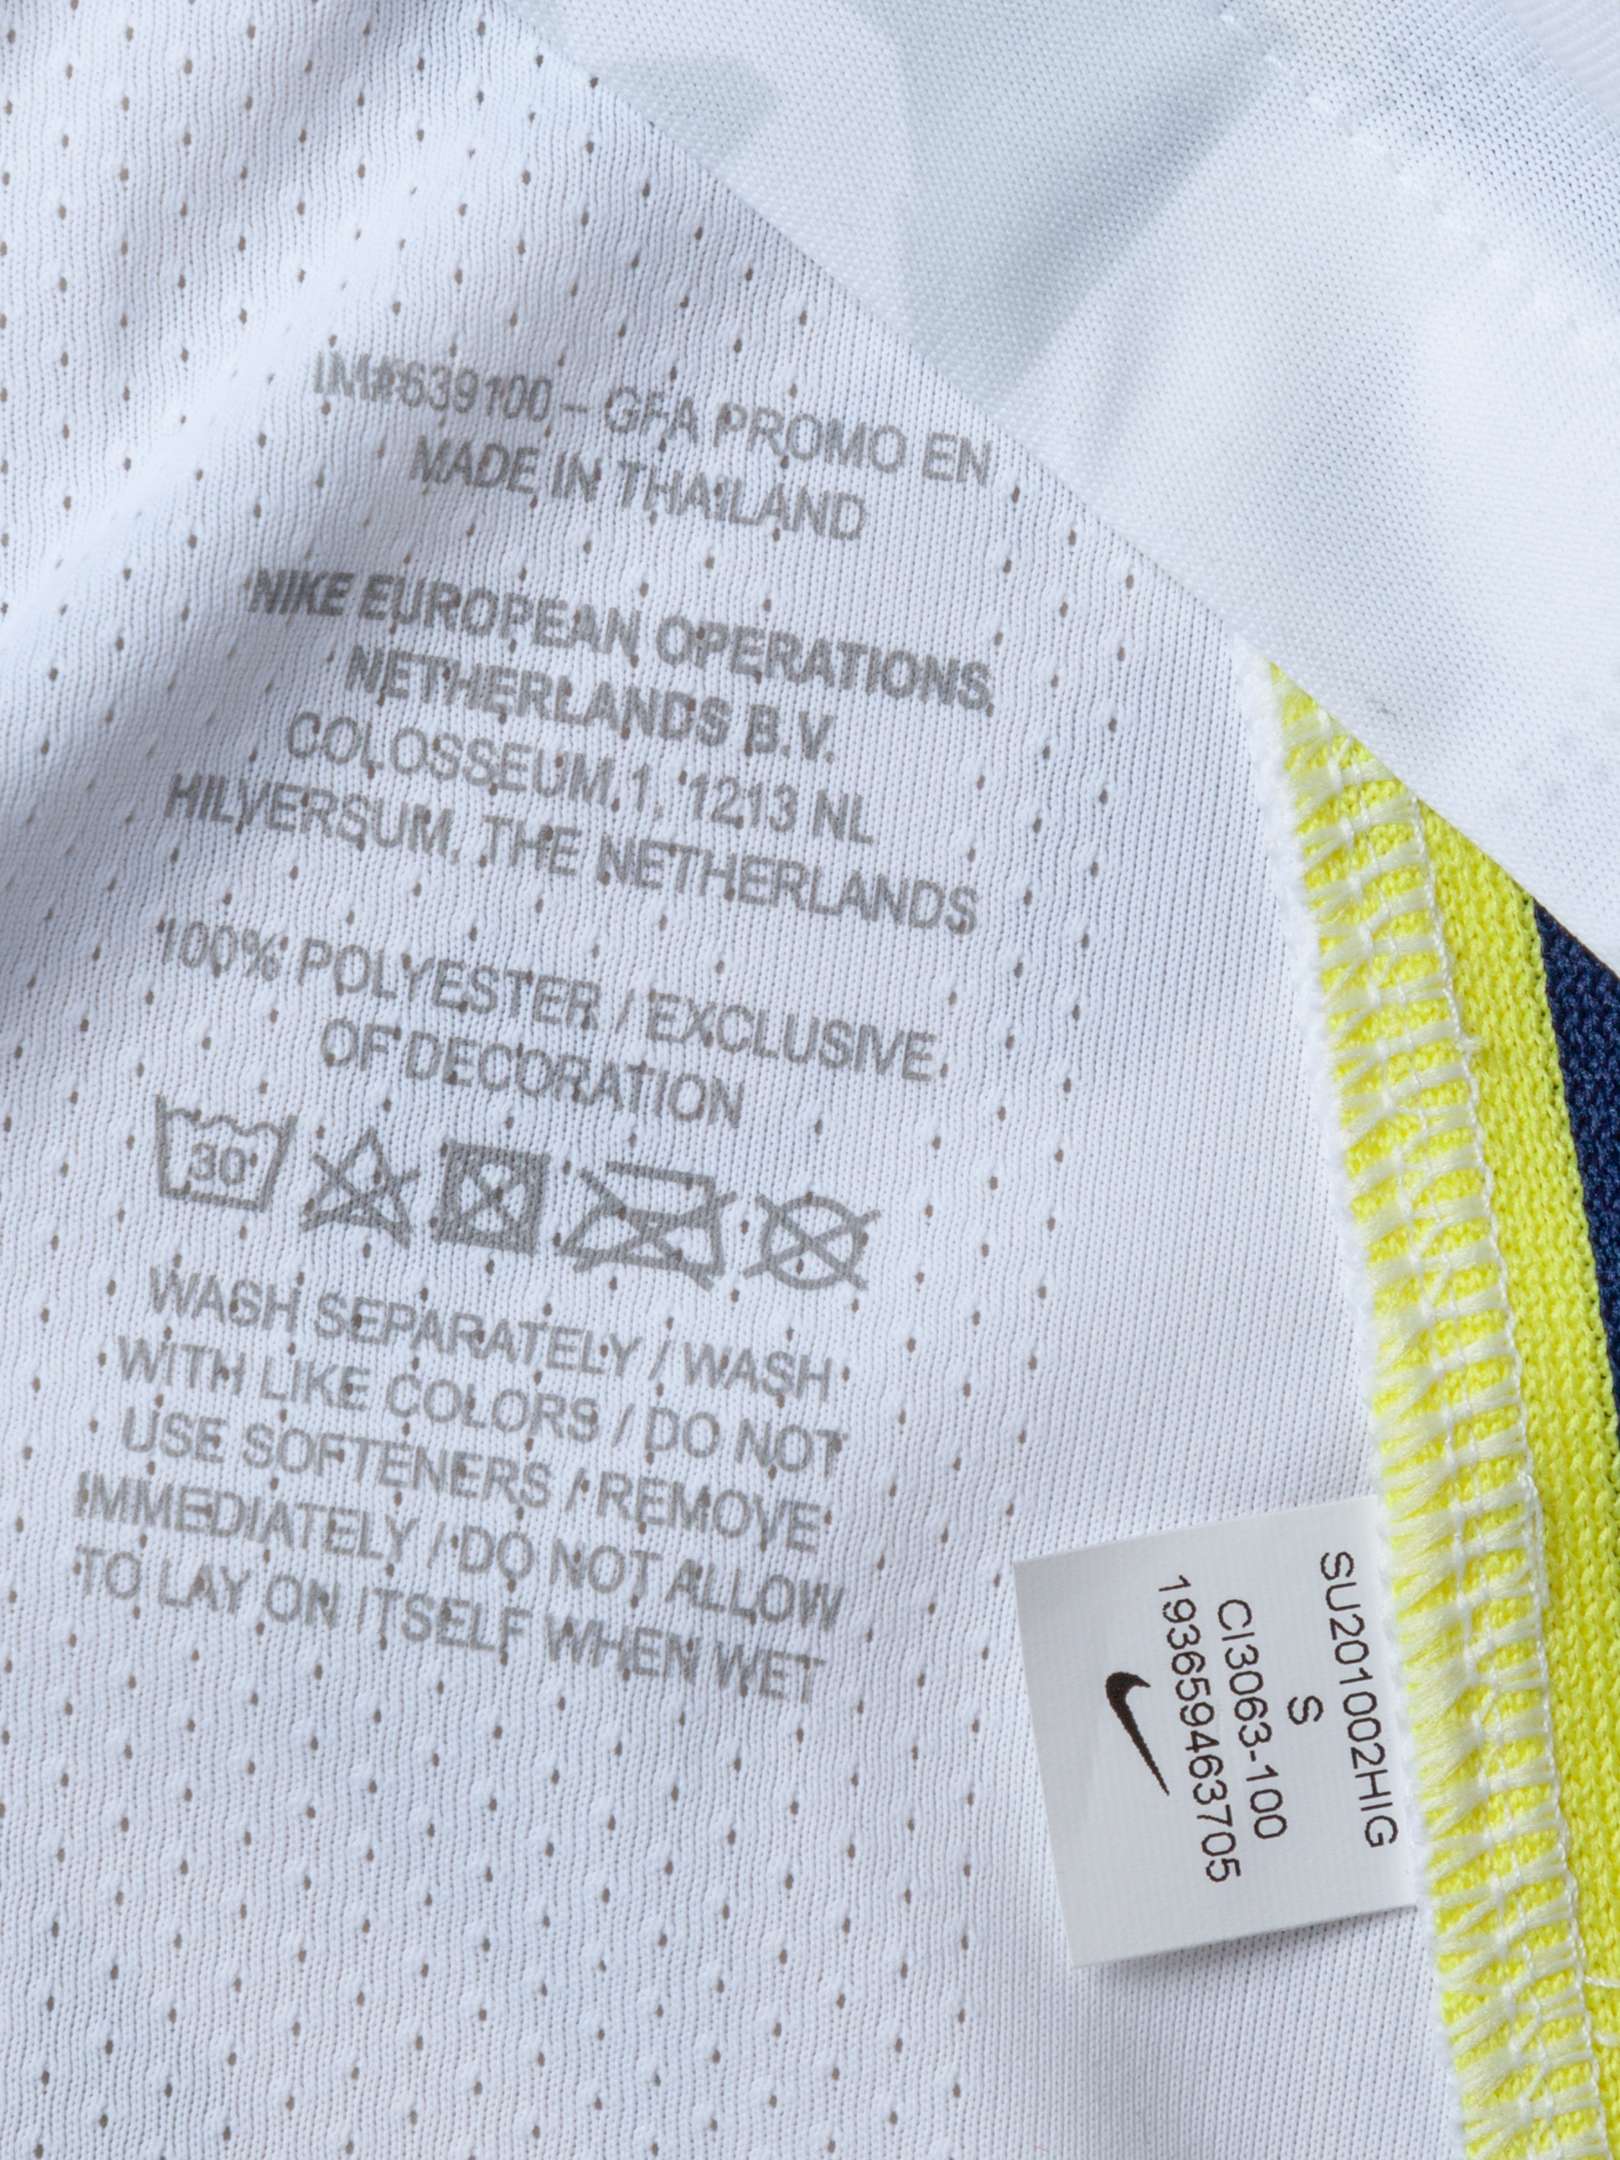 IM#639100 – GFA PROMO EN
MADE IN THAILAND
NIKE EUROPEAN OPERATIONS,
NETHERLANDS B.V.
COLOSSEUM 1, 1213 NL
HILVERSUM, THE NETHERLANDS
100% POLYESTER / EXCLUSIVE
OF DECORATION
30
WASH SEPARATELY / WASH
WITH LIKE COLORS / DO NOT
USE SOFTENERS / REMOVE
IMMEDIATELY / DO NOT ALLOW
TO LAY ON ITSELF WHEN WET
SU201002HIG
S
CI3063-100
193659463705